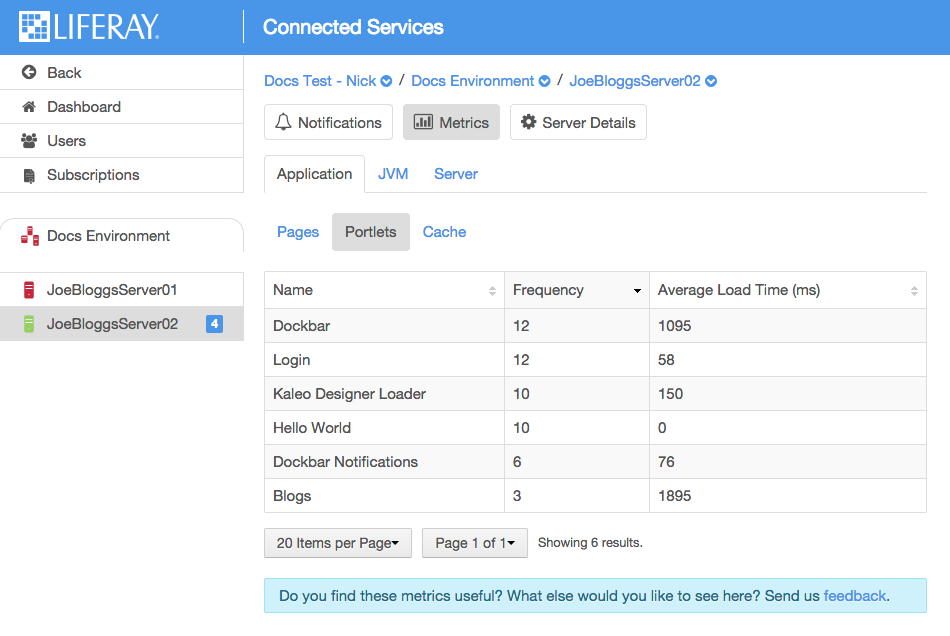 LIFERAY. Connected Services
Back
Dashboard
Users
Subscriptions
Docs Environment
JoeBloggsServer01
JoeBloggsServer02 4
Docs Test - Nick / Docs Environment / JoeBloggsServer02
Notifications Metrics Server Details
Application JVM Server
Pages Portlets Cache
Name Frequency Average Load Time (ms)
Dockbar 12 1095
Login 12 58
Kaleo Designer Loader 10 150
Hello World 10 0
Dockbar Notifications 6 76
Blogs 3 1895
20 Items per Page Page 1 of 1 Showing 6 results.
Do you find these metrics useful? What else would you like to see here? Send us feedback.